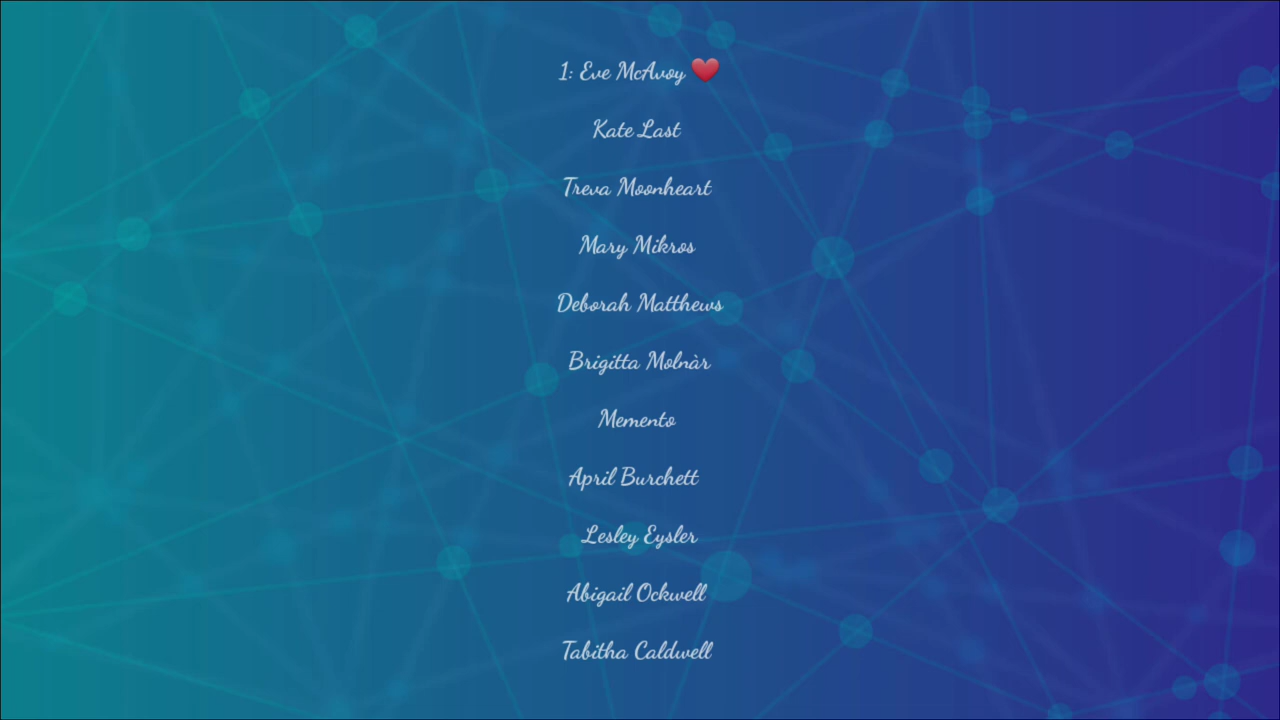 1: Eve McAvoy ❤️
Kate Last
Treva Moonheart
Mary Mikros
Deborah Matthews
Brigitta Molnàr
Memento
April Burchett
Lesley Eysler
Abigail Ockwell
Tabitha Caldwell